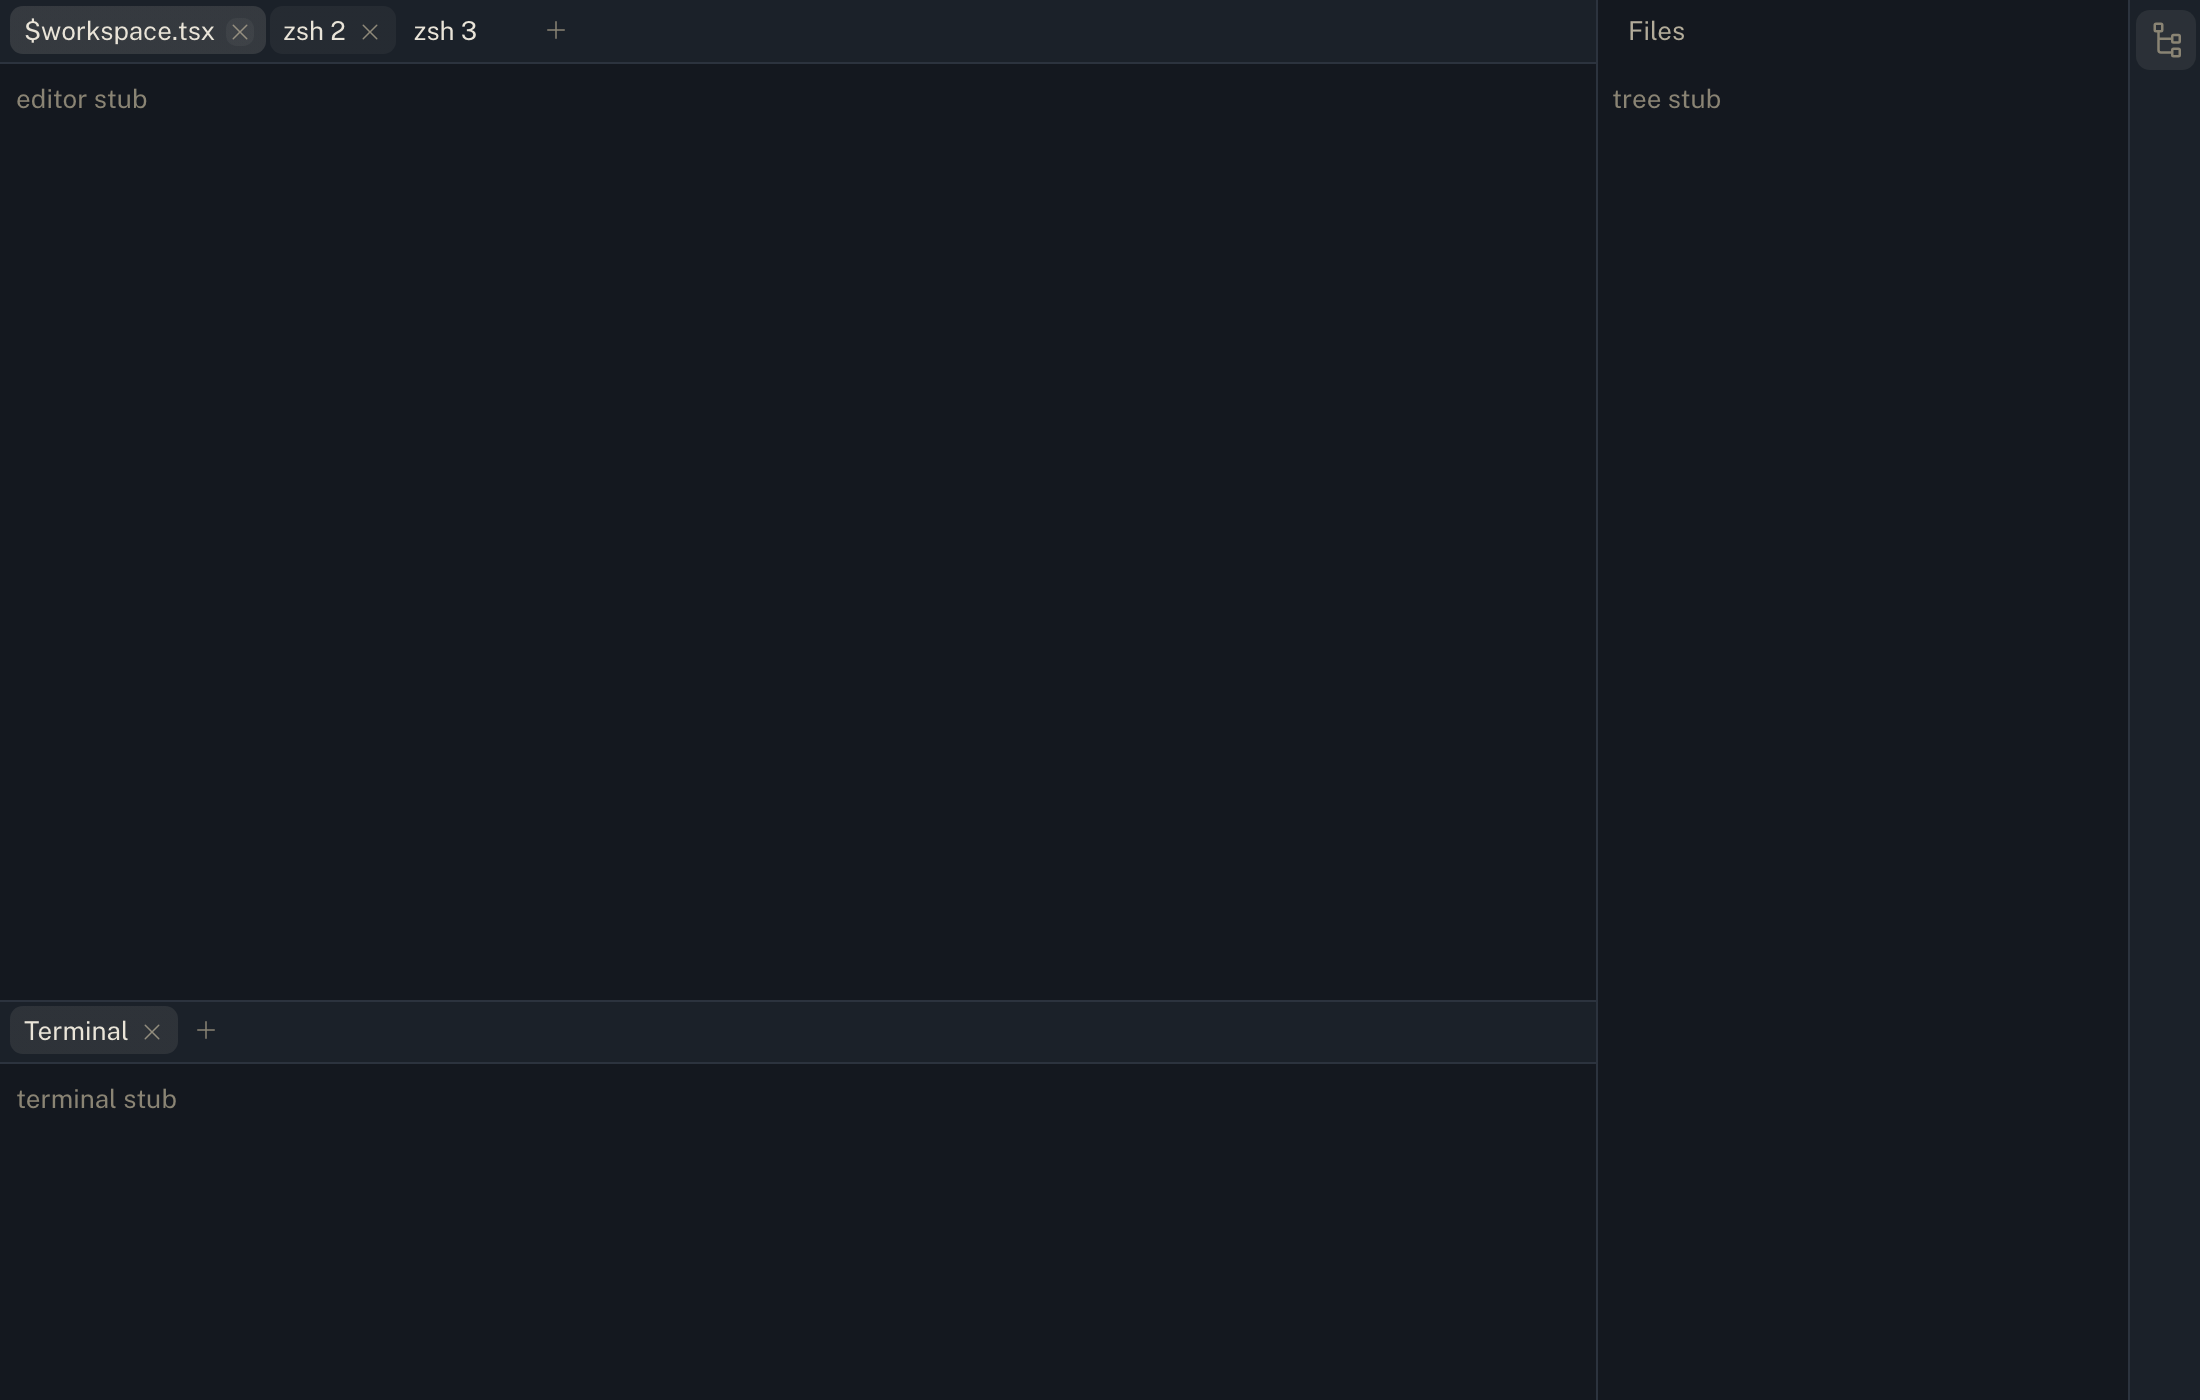 $workspace.tsx zsh 2 zsh 3
Files
editor stub
tree stub
Terminal
terminal stub